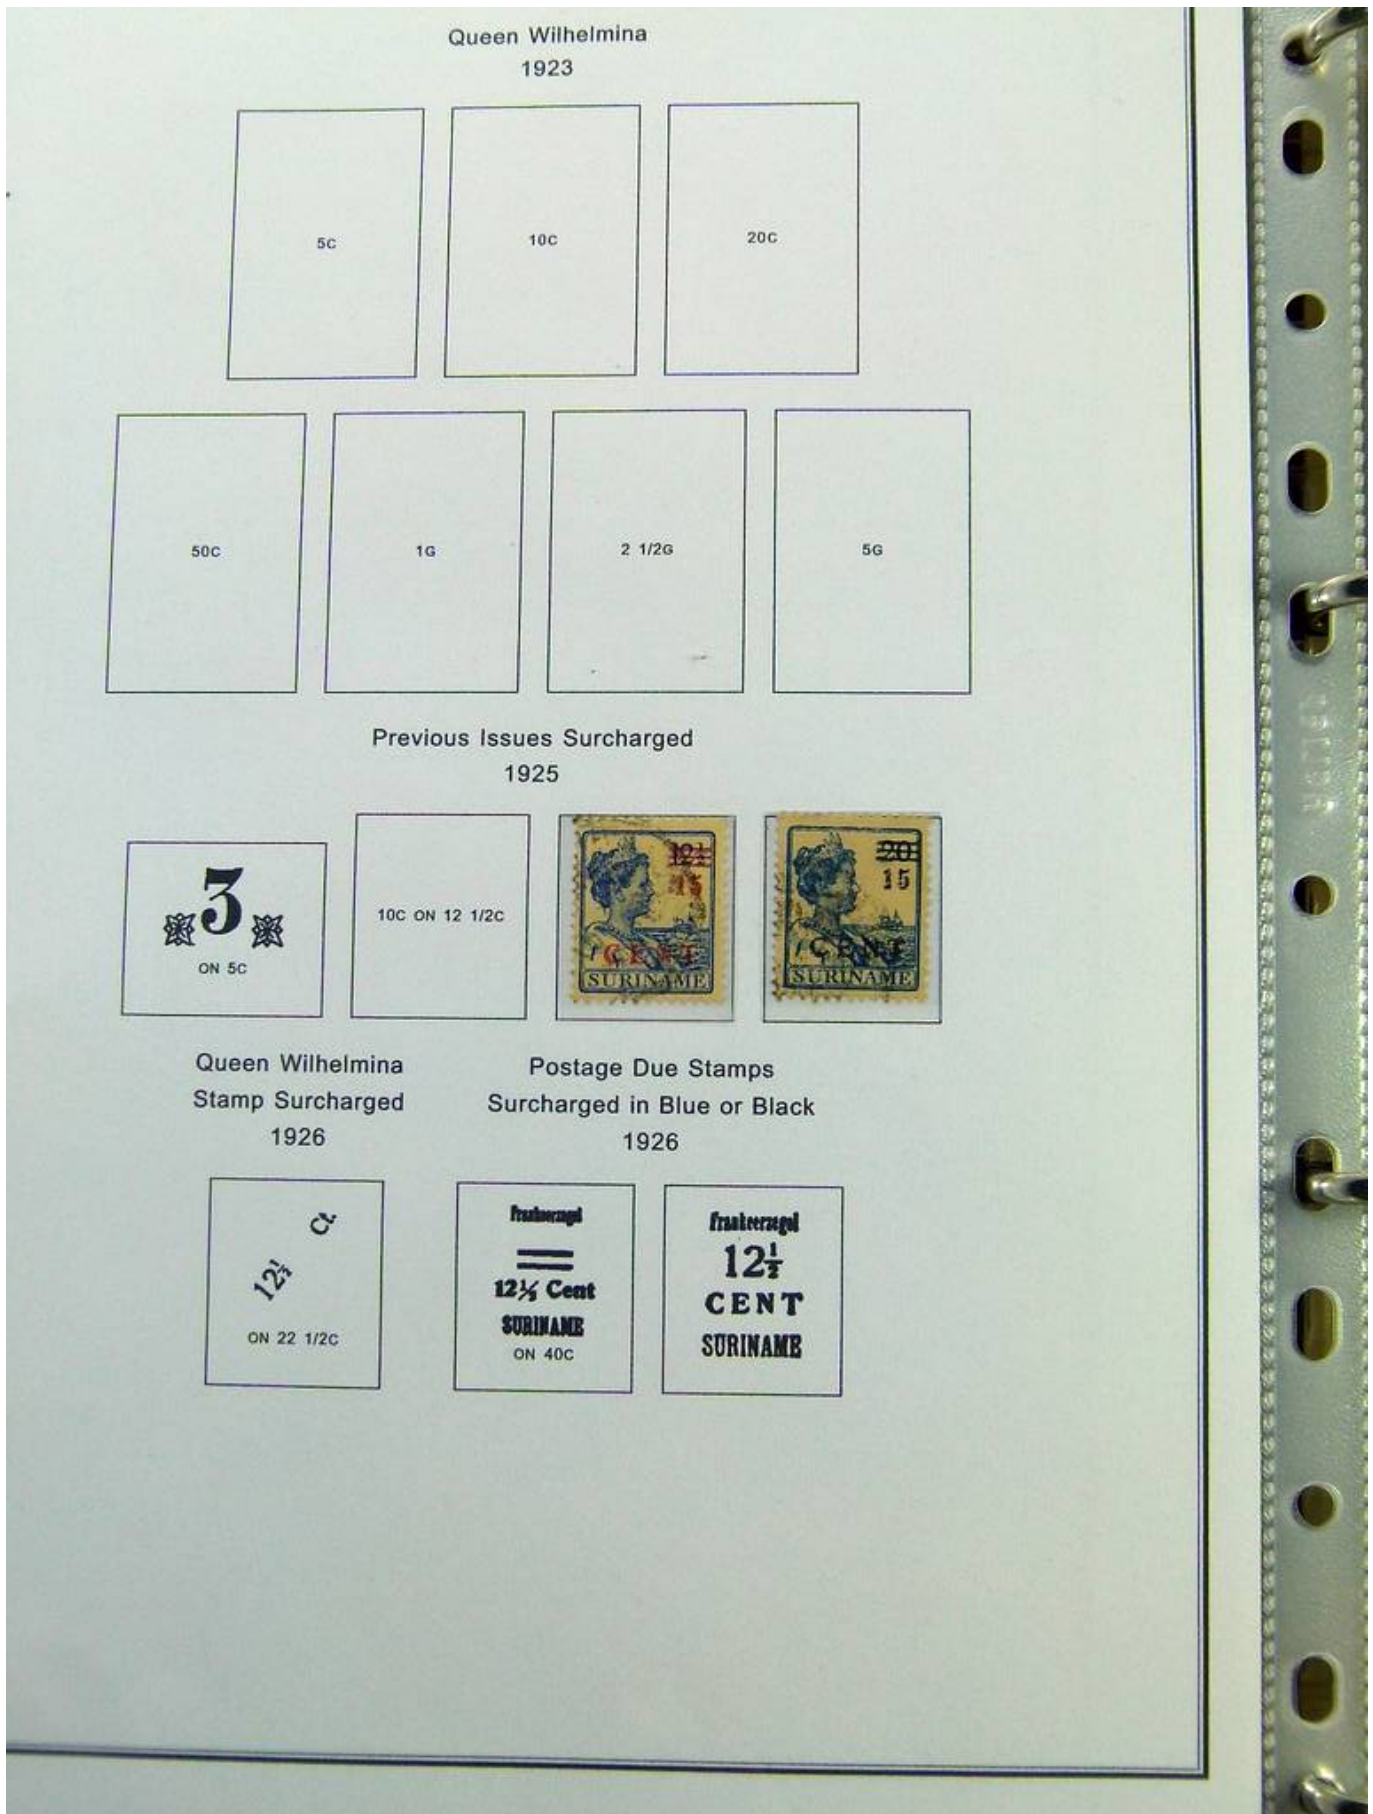 Queen Wilhelmina
1923
5C
10C
20C
50C
1G
2 1/2G
5G
Previous Issues Surcharged
1925
3
ON 5C
10C ON 12 1/2C
12½
15
CENT
SURINAME
20
15
CENT
SURINAME
Queen Wilhelmina
Stamp Surcharged
1926
Postage Due Stamps
Surcharged in Blue or Black
1926
Ct.
12½
ON 22 1/2C
Frankeerzegel
12½ Cent
SURINAME
ON 40C
frankeerzegel
12½
CENT
SURINAME